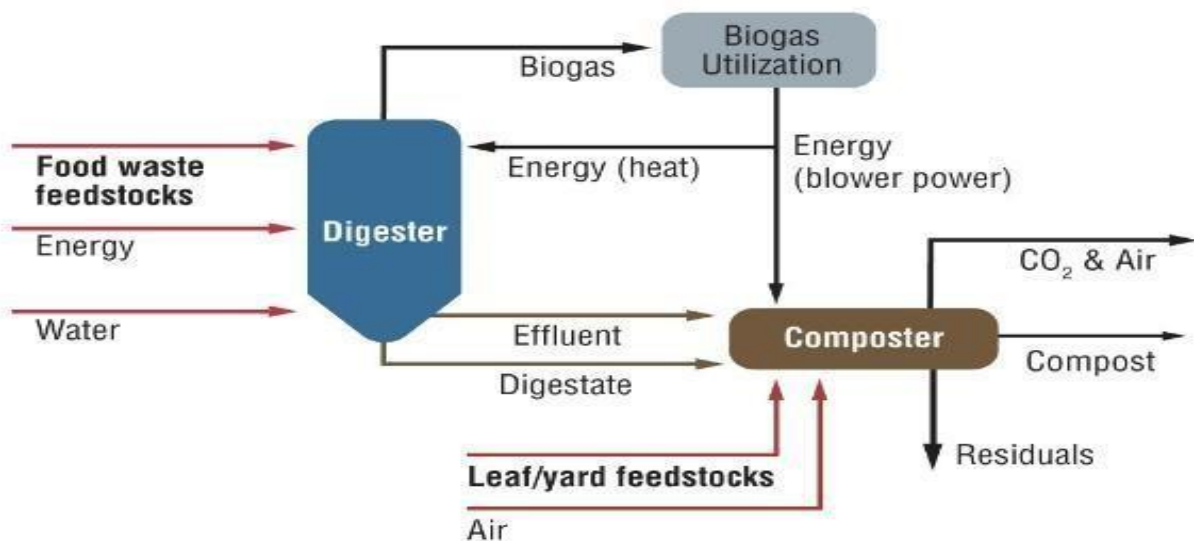 Biogas
Utilization
Biogas
Food waste
feedstocks
Energy (heat)
Energy
(blower power)
Digester
Energy
CO₂ & Air
Water
Effluent
Composter
Compost
Digestate
Residuals
Leaf/yard feedstocks
Air